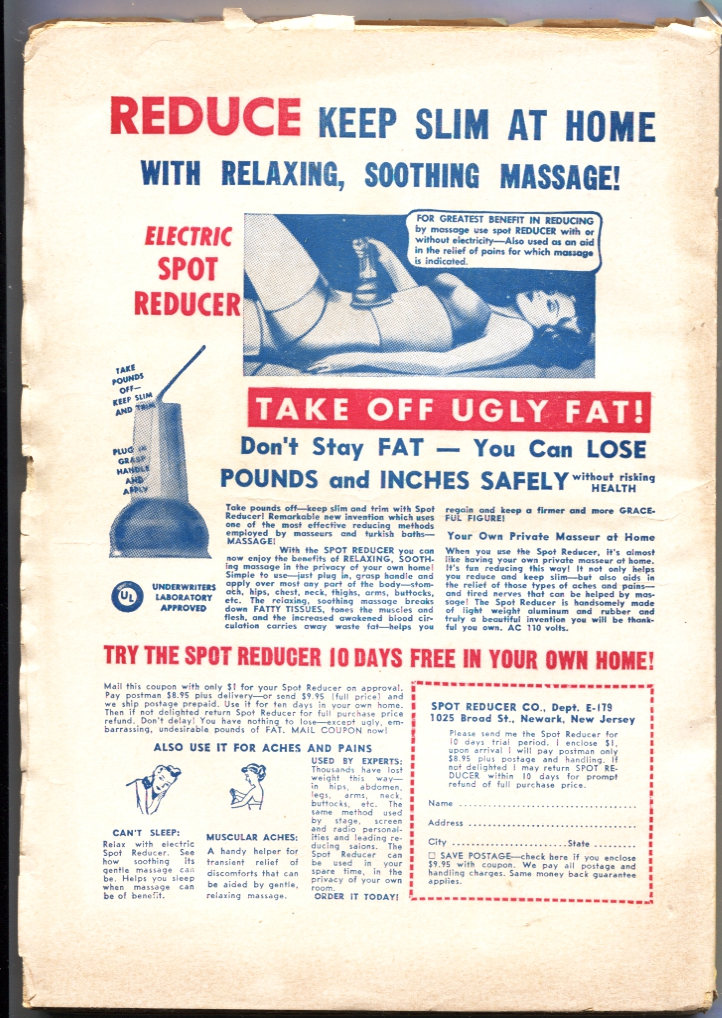 REDUCE KEEP SLIM AT HOME
WITH RELAXING, SOOTHING MASSAGE!
ELECTRIC
SPOT
REDUCER
FOR GREATEST BENEFIT IN REDUCING
by massage use spot REDUCER with or
without electricity—Also used as an aid
in the relief of pains for which massage
is indicated.
TAKE
POUNDS
OFF—
KEEP SLIM
AND TRIM
PLUG IN
GRASP
HANDLE
AND
APPLY
UL
UNDERWRITERS
LABORATORY
APPROVED
TAKE OFF UGLY FAT!
Don't Stay FAT — You Can LOSE
POUNDS and INCHES SAFELY without risking
HEALTH
Take pounds off—keep slim and trim with Spot
Reducer! Remarkable new invention which uses
one of the most effective reducing methods
employed by masseurs and turkish baths—
MASSAGE!
With the SPOT REDUCER you can
now enjoy the benefits of RELAXING, SOOTH-
ing massage in the privacy of your own home!
Simple to use—just plug in, grasp handle and
apply over most any part of the body—stom-
ach, hips, chest, neck, thighs, arms, buttocks,
etc. The relaxing, soothing massage breaks
down FATTY TISSUES, tones the muscles and
flesh, and the increased awakened blood cir-
culation carries away waste fat—helps you
regain and keep a firmer and more GRACE-
FUL FIGURE!
Your Own Private Masseur at Home
When you use the Spot Reducer, it's almost
like having your own private masseur at home.
It's fun reducing this way! It not only helps
you reduce and keep slim—but also aids in
the relief of those types of aches and pains—
and tired nerves that can be helped by mas-
sage! The Spot Reducer is handsomely made
of light weight aluminum and rubber and
truly a beautiful invention you will be thank-
ful you own. AC 110 volts.
TRY THE SPOT REDUCER 10 DAYS FREE IN YOUR OWN HOME!
Mail this coupon with only $1 for your Spot Reducer on approval.
Pay postman $8.95 plus delivery—or send $9.95 (full price) and
we ship postage prepaid. Use it for ten days in your own home.
Then if not delighted return Spot Reducer for full purchase price
refund. Don't delay! You have nothing to lose—except ugly, em-
barrassing, undesirable pounds of FAT. MAIL COUPON now!
ALSO USE IT FOR ACHES AND PAINS
CAN'T SLEEP:
Relax with electric
Spot Reducer. See
how soothing its
gentle massage can
be. Helps you sleep
when massage can
be of benefit.
MUSCULAR ACHES:
A handy helper for
transient relief of
discomforts that can
be aided by gentle,
relaxing massage.
USED BY EXPERTS:
Thousands have lost
weight this way—
in hips, abdomen,
legs, arms, neck,
buttocks, etc. The
same method used
by stage, screen
and radio personal-
ities and leading re-
ducing salons. The
Spot Reducer can
be used in your
spare time, in the
privacy of your own
room.
ORDER IT TODAY!
SPOT REDUCER CO., Dept. E-179
1025 Broad St., Newark, New Jersey
Please send me the Spot Reducer for
10 days trial period. I enclose $1,
upon arrival I will pay postman only
$8.95 plus postage and handling. If
not delighted I may return SPOT RE-
DUCER within 10 days for prompt
refund of full purchase price.
Name
Address
City State
SAVE POSTAGE—check here if you enclose
$9.95 with coupon. We pay all postage and
handling charges. Same money back guarantee
applies.